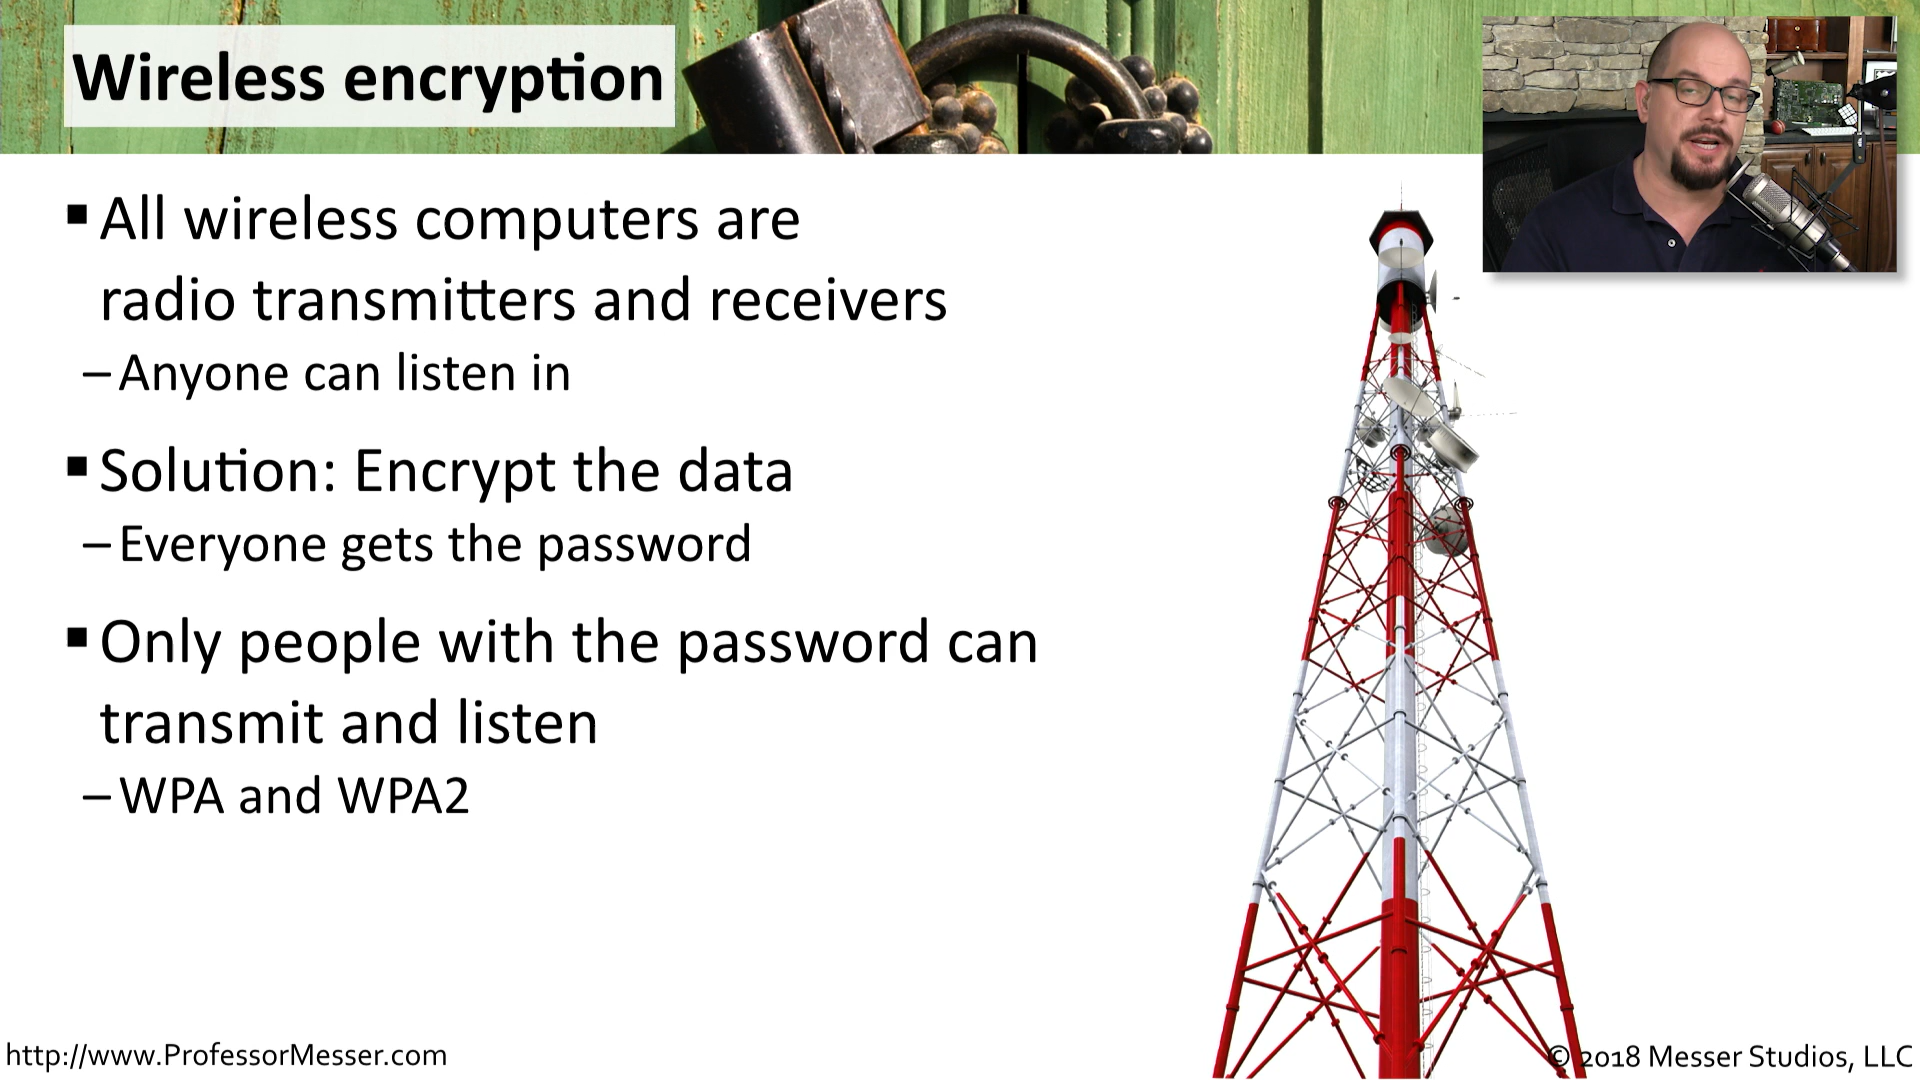 Wireless encryption
▪ All wireless computers are
radio transmitters and receivers
– Anyone can listen in
▪ Solution: Encrypt the data
– Everyone gets the password
▪ Only people with the password can
transmit and listen
– WPA and WPA2
http://www.ProfessorMesser.com
© 2018 Messer Studios, LLC